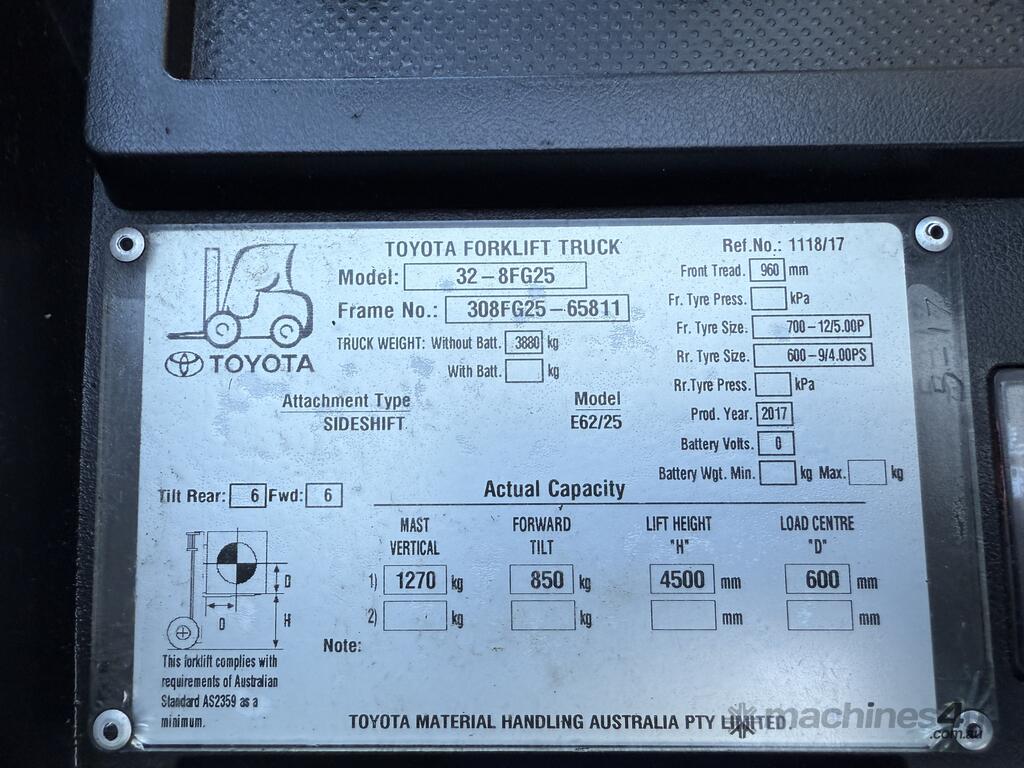 TOYOTA FORKLIFT TRUCK
Ref.No.: 1118/17
Model: 32-8FG25
Front Tread. 960 mm
Frame No.: 308FG25-65811
Fr. Tyre Press. kPa
TRUCK WEIGHT: Without Batt. 3880 kg
Fr. Tyre Size. 700-12/5.00P
With Batt. kg
Rr. Tyre Size. 600-9/4.00PS
TOYOTA
Rr.Tyre Press. kPa
Attachment Type
Model
Prod. Year. 2017
SIDESHIFT
E62/25
Battery Volts. 0
Battery Wgt. Min. kg Max. kg
5-17
Tilt Rear: 6 Fwd: 6
Actual Capacity
MAST VERTICAL
FORWARD TILT
LIFT HEIGHT "H"
LOAD CENTRE "D"
1) 1270 kg 850 kg 4500 mm 600 mm
2) kg kg mm mm
D
D
H
Note:
This forklift complies with
requirements of Australian
Standard AS2359 as a
minimum.
TOYOTA MATERIAL HANDLING AUSTRALIA PTY LIMITED.
machines4u
.com.au